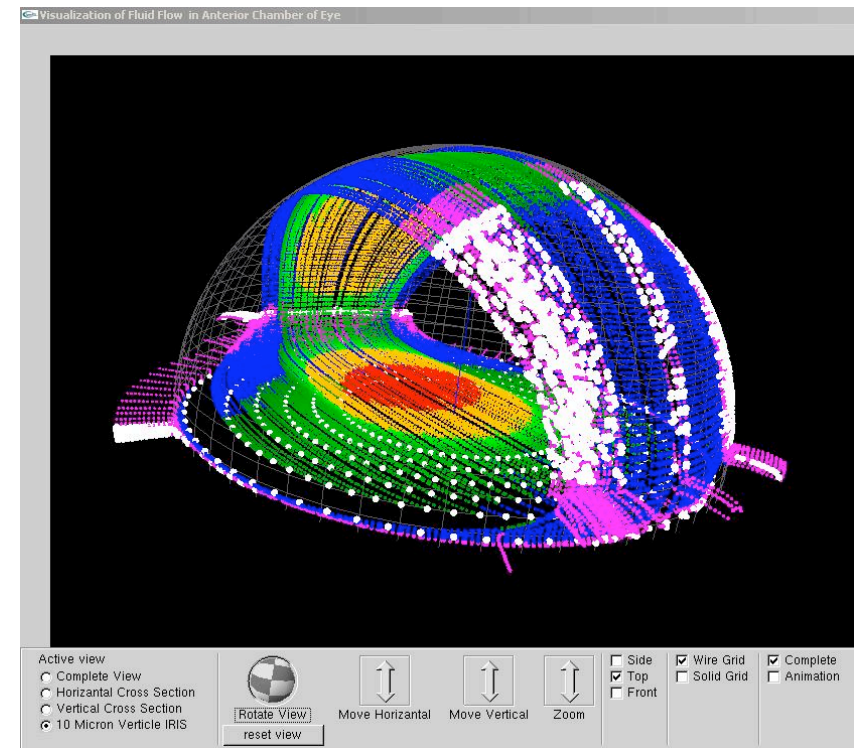 Visualization of Fluid Flow in Anterior Chamber of Eye
Active view
Complete View
Horizantal Cross Section
Vertical Cross Section
10 Micron Verticle IRIS
Rotate View
reset view
Move Horizantal
Move Vertical
Zoom
Side
Top
Front
Wire Grid
Solid Grid
Complete
Animation